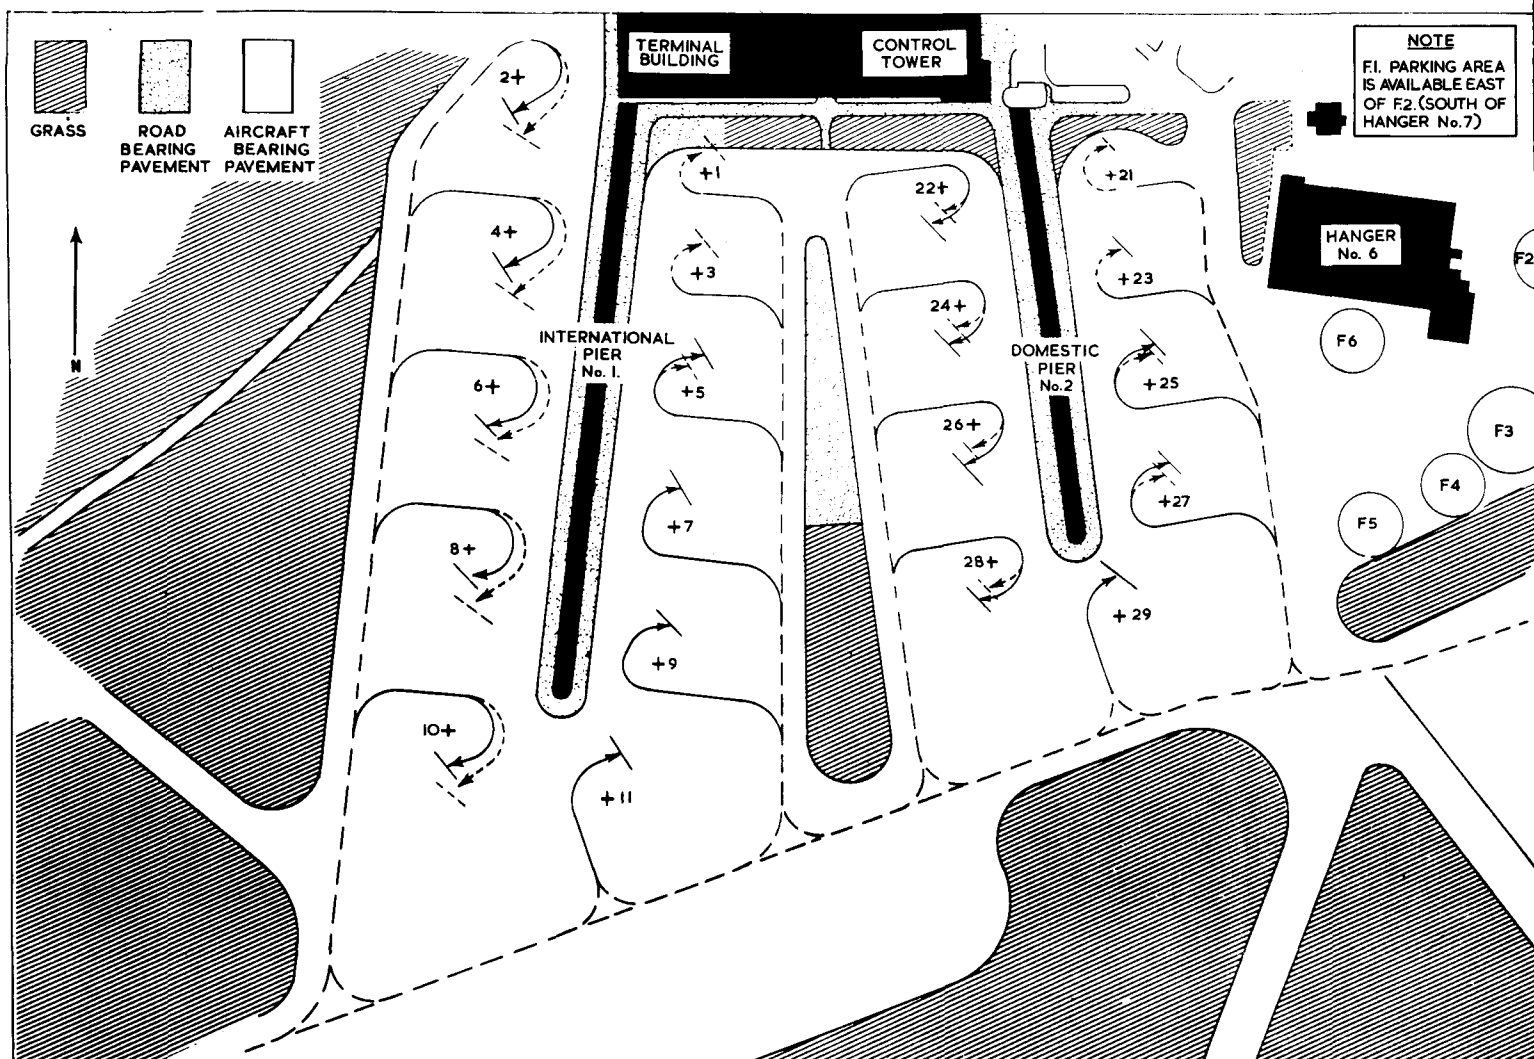 TERMINAL
BUILDING
CONTROL
TOWER
NOTE
F.I. PARKING AREA
IS AVAILABLE EAST
OF F.2. (SOUTH OF
HANGER No.7)
GRASS
ROAD
BEARING
PAVEMENT
AIRCRAFT
BEARING
PAVEMENT
N
2+
4+
6+
8+
10+
INTERNATIONAL
PIER
No. 1.
+1
+3
+5
+7
+9
+11
22+
24+
26+
28+
DOMESTIC
PIER
No.2
+21
+23
+25
+27
+29
HANGER
No. 6
F2
F6
F3
F4
F5